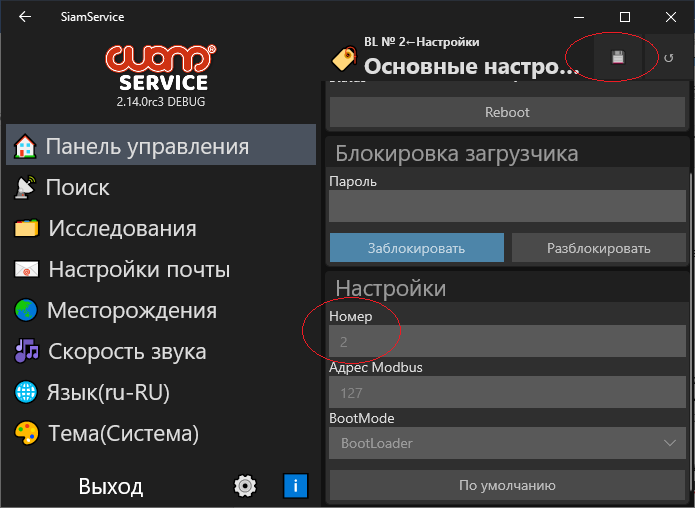 SiamService
сиамп
SERVICE
2.14.0rc3 DEBUG
Панель управления
Поиск
Исследования
Настройки почты
Месторождения
Скорость звука
Язык(ru-RU)
Тема(Система)
Выход
BL № 2←Настройки
Основные настро...
Reboot
Блокировка загрузчика
Пароль
Заблокировать Разблокировать
Настройки
Номер
2
Адрес Modbus
127
BootMode
BootLoader
По умолчанию